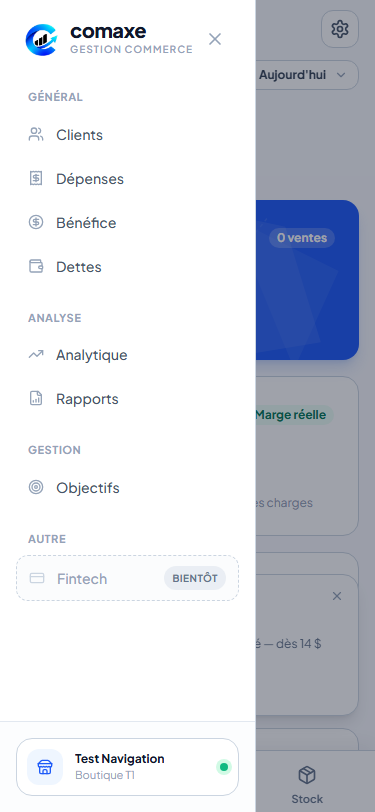 comaxe
GESTION COMMERCE
Aujourd'hui
GÉNÉRAL
Clients
Dépenses
Bénéfice
Dettes
0 ventes
ANALYSE
Analytique
Rapports
Marge réelle
GESTION
Objectifs
es charges
AUTRE
Fintech
BIENTÔT
é — dès 14 $
Test Navigation
Boutique T1
Stock